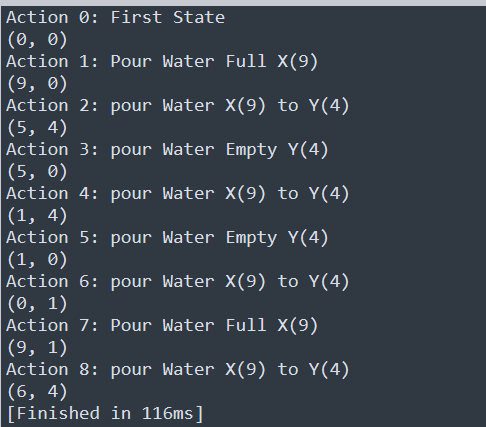 Action 0: First State
(0, 0)
Action 1: Pour Water Full X(9)
(9, 0)
Action 2: pour Water X(9) to Y(4)
(5, 4)
Action 3: pour Water Empty Y(4)
(5, 0)
Action 4: pour Water X(9) to Y(4)
(1, 4)
Action 5: pour Water Empty Y(4)
(1, 0)
Action 6: pour Water X(9) to Y(4)
(0, 1)
Action 7: Pour Water Full X(9)
(9, 1)
Action 8: pour Water X(9) to Y(4)
(6, 4)
[Finished in 116ms]